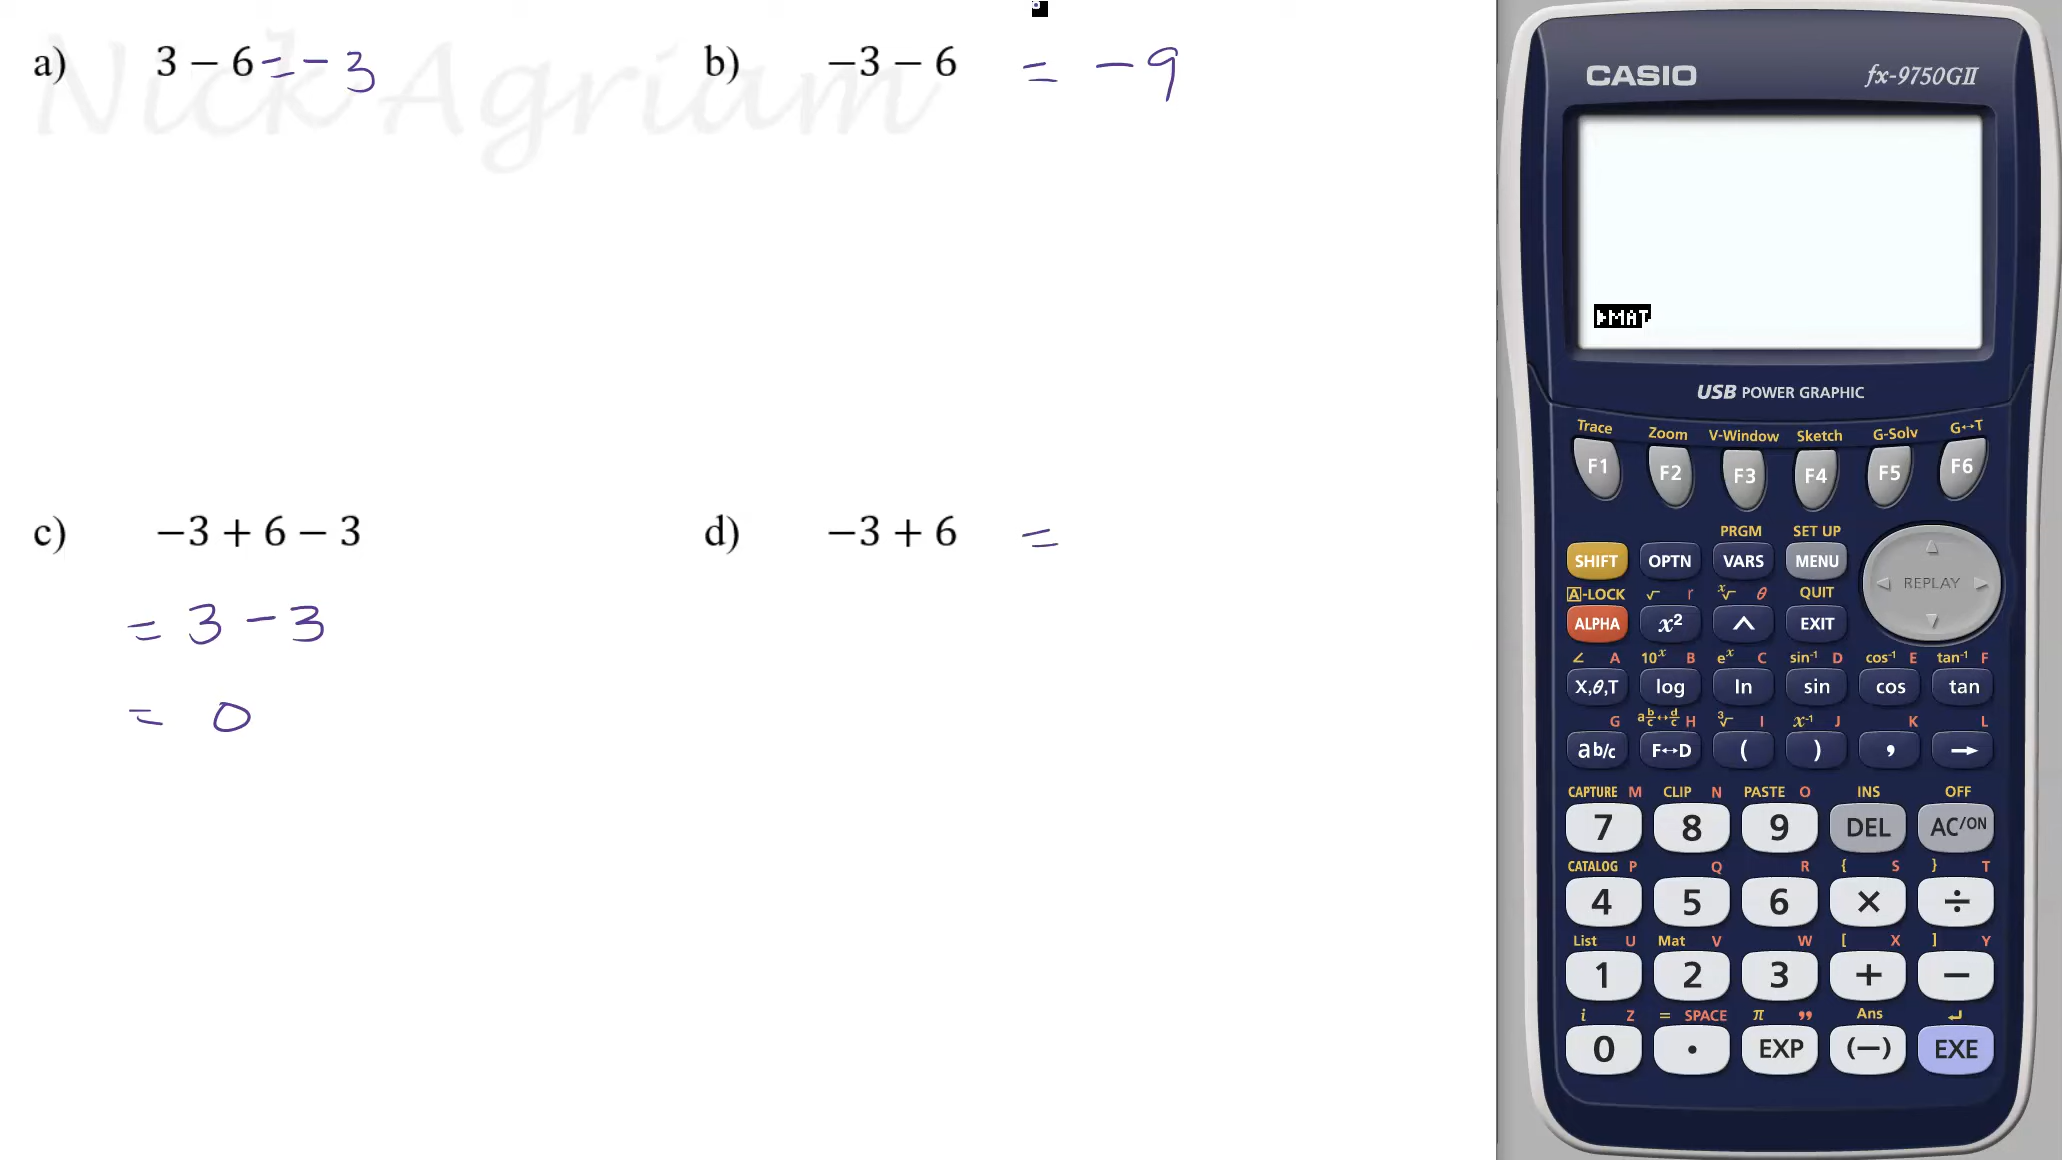 Nick Agriam
a) 3 − 6 = − 3
b) −3 − 6 = − 9
c) −3 + 6 − 3
= 3 − 3
= 0
d) −3 + 6 =
CASIO fx-9750GII
▶MAT
USB POWER GRAPHIC
Trace Zoom V-Window Sketch G-Solv G↔T
F1 F2 F3 F4 F5 F6
PRGM SET UP
SHIFT OPTN VARS MENU
REPLAY
A-LOCK √ r ˣ√ θ QUIT
ALPHA x² ^ EXIT
∠ A 10ˣ B eˣ C sin⁻¹ D cos⁻¹ E tan⁻¹ F
X,θ,T log ln sin cos tan
G a b/c↔d/c H ³√ I x⁻¹ J K L
a b/c F↔D ( ) , →
CAPTURE M CLIP N PASTE O INS OFF
7 8 9 DEL AC/ON
CATALOG P Q R { S } T
4 5 6 × ÷
List U Mat V W [ X ] Y
1 2 3 + −
i Z = SPACE π ” Ans ↵
0 . EXP (−) EXE